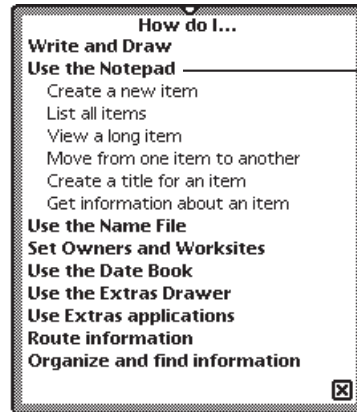 How do I...
Write and Draw
Use the Notepad
Create a new item
List all items
View a long item
Move from one item to another
Create a title for an item
Get information about an item
Use the Name File
Set Owners and Worksites
Use the Date Book
Use the Extras Drawer
Use Extras applications
Route information
Organize and find information